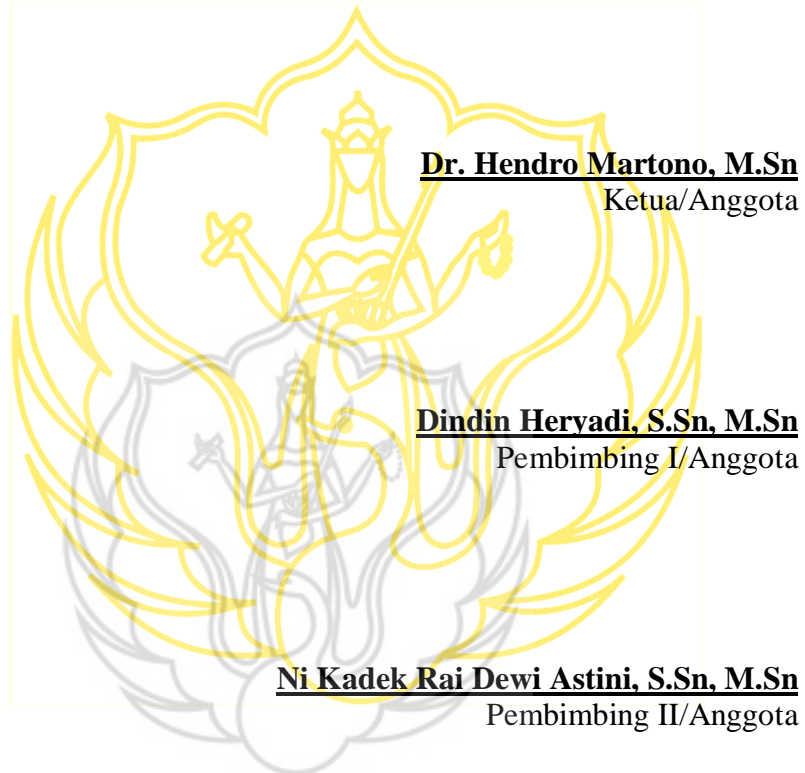 Dr. Hendro Martono, M.Sn
Ketua/Anggota
Dindin Heryadi, S.Sn, M.Sn
Pembimbing I/Anggota
Ni Kadek Rai Dewi Astini, S.Sn, M.Sn
Pembimbing II/Anggota